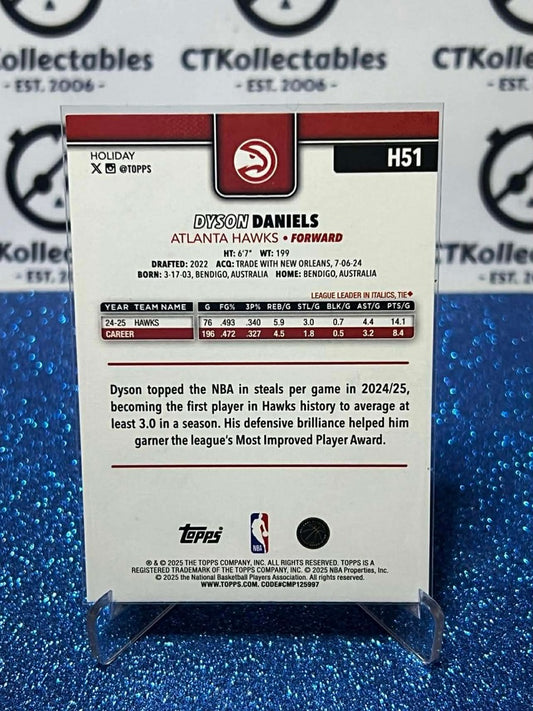 Kollectables
CTKollectables
CTKollectab
EST. 2006 -
- EST. 2006 -
- EST. 2006
HOLIDAY
@TOPPS
H51
DYSON DANIELS
ATLANTA HAWKS • FORWARD
HT: 6'7" WT: 199
DRAFTED: 2022 ACQ: TRADE WITH NEW ORLEANS, 7-06-24
BORN: 3-17-03, BENDIGO, AUSTRALIA HOME: BENDIGO, AUSTRALIA
LEAGUE LEADER IN ITALICS, TIE♦
YEAR TEAM NAME G FG% 3P% REB/G STL/G BLK/G AST/G PTS/G
24-25 HAWKS 76 .493 .340 5.9 3.0 0.7 4.4 14.1
CAREER 196 .472 .327 4.5 1.8 0.5 3.2 8.4
Dyson topped the NBA in steals per game in 2024/25,
becoming the first player in Hawks history to average at
least 3.0 in a season. His defensive brilliance helped him
garner the league's Most Improved Player Award.
Topps
NBA
® & © 2025 THE TOPPS COMPANY, INC. ALL RIGHTS RESERVED. TOPPS IS A
REGISTERED TRADEMARK OF THE TOPPS COMPANY, INC. © 2025 NBA Properties, Inc.
© 2025 the National Basketball Players Association. All rights reserved.
WWW.TOPPS.COM. CODE#CMP125997